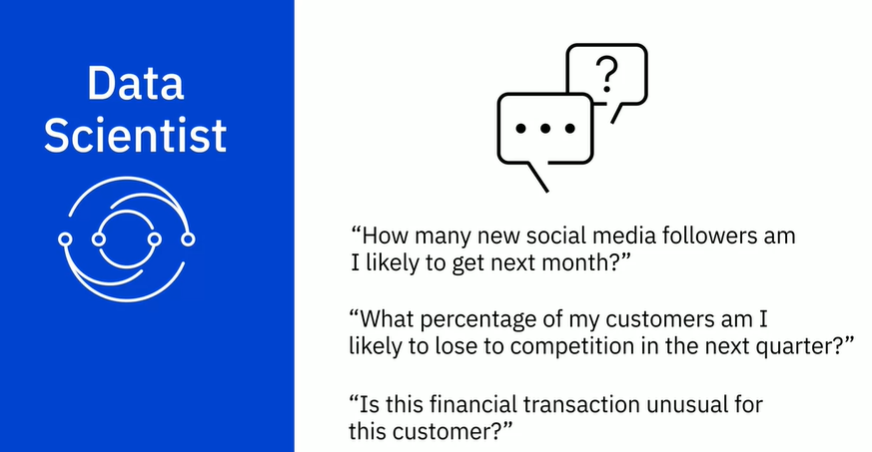 Data
Scientist
?
“How many new social media followers am
I likely to get next month?”
“What percentage of my customers am I
likely to lose to competition in the next quarter?”
“Is this financial transaction unusual for
this customer?”